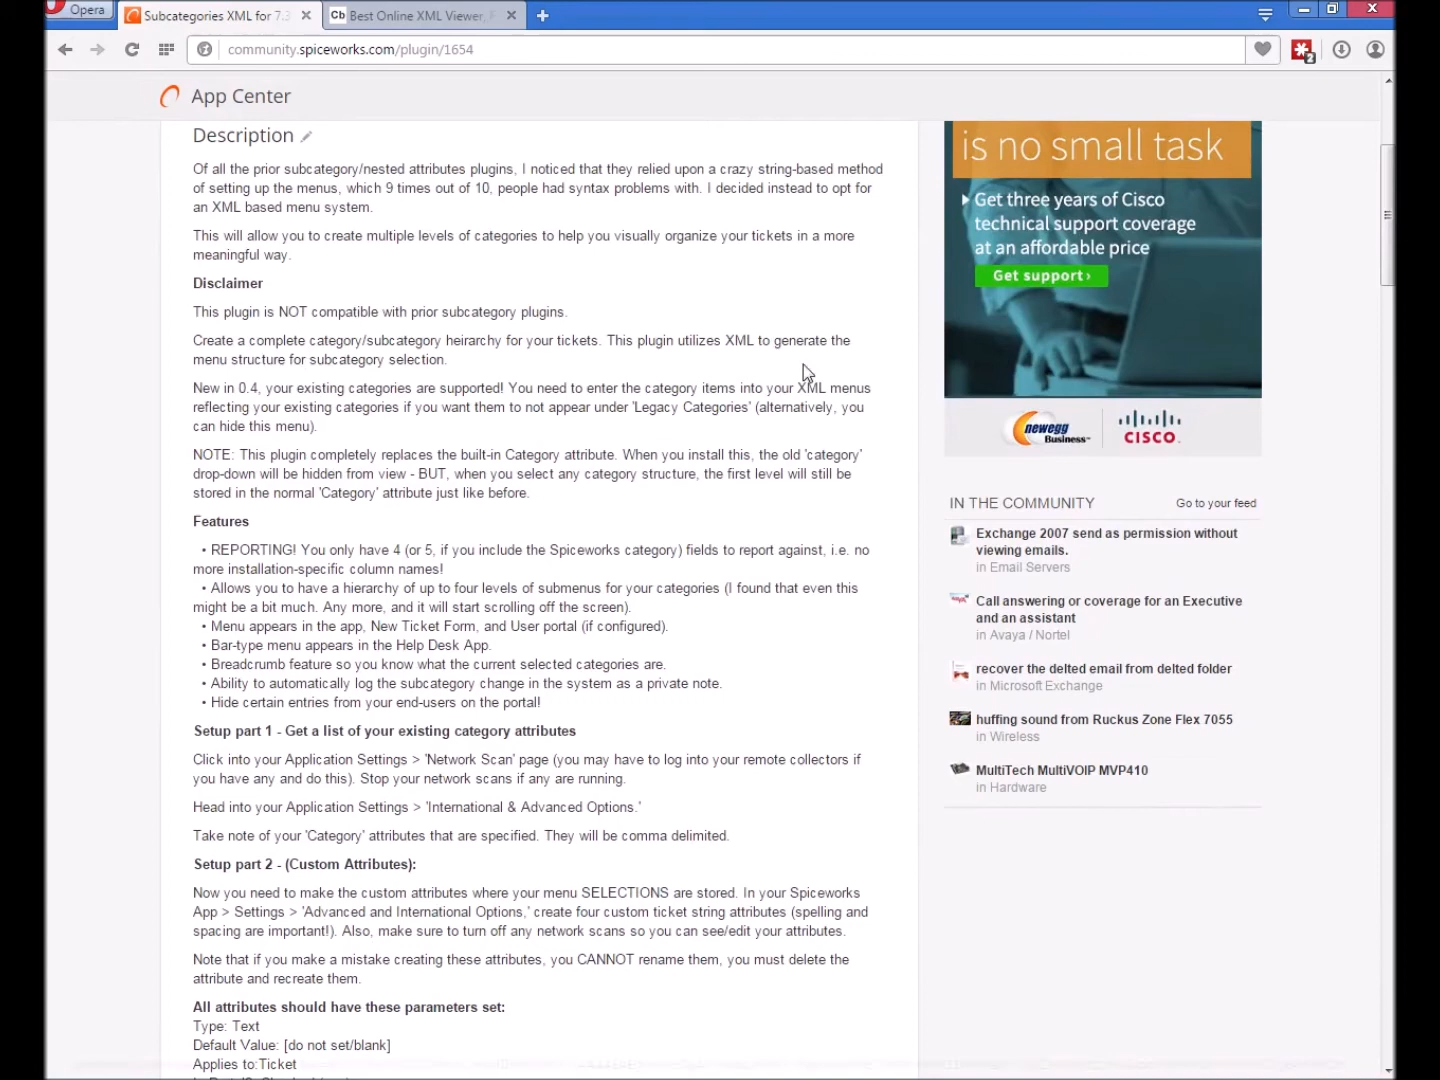 Opera
Subcategories XML for 7.3
Cb Best Online XML Viewer, F
community.spiceworks.com/plugin/1654
2
App Center
Description
Of all the prior subcategory/nested attributes plugins, I noticed that they relied upon a crazy string-based method
of setting up the menus, which 9 times out of 10, people had syntax problems with. I decided instead to opt for
an XML based menu system.
This will allow you to create multiple levels of categories to help you visually organize your tickets in a more
meaningful way.
Disclaimer
This plugin is NOT compatible with prior subcategory plugins.
Create a complete category/subcategory heirarchy for your tickets. This plugin utilizes XML to generate the
menu structure for subcategory selection.
New in 0.4, your existing categories are supported! You need to enter the category items into your XML menus
reflecting your existing categories if you want them to not appear under 'Legacy Categories' (alternatively, you
can hide this menu).
NOTE: This plugin completely replaces the built-in Category attribute. When you install this, the old 'category'
drop-down will be hidden from view - BUT, when you select any category structure, the first level will still be
stored in the normal 'Category' attribute just like before.
Features
• REPORTING! You only have 4 (or 5, if you include the Spiceworks category) fields to report against, i.e. no
more installation-specific column names!
• Allows you to have a hierarchy of up to four levels of submenus for your categories (I found that even this
might be a bit much. Any more, and it will start scrolling off the screen).
• Menu appears in the app, New Ticket Form, and User portal (if configured).
• Bar-type menu appears in the Help Desk App.
• Breadcrumb feature so you know what the current selected categories are.
• Ability to automatically log the subcategory change in the system as a private note.
• Hide certain entries from your end-users on the portal!
Setup part 1 - Get a list of your existing category attributes
Click into your Application Settings > 'Network Scan' page (you may have to log into your remote collectors if
you have any and do this). Stop your network scans if any are running.
Head into your Application Settings > 'International & Advanced Options.'
Take note of your 'Category' attributes that are specified. They will be comma delimited.
Setup part 2 - (Custom Attributes):
Now you need to make the custom attributes where your menu SELECTIONS are stored. In your Spiceworks
App > Settings > 'Advanced and International Options,' create four custom ticket string attributes (spelling and
spacing are important!). Also, make sure to turn off any network scans so you can see/edit your attributes.
Note that if you make a mistake creating these attributes, you CANNOT rename them, you must delete the
attribute and recreate them.
All attributes should have these parameters set:
Type: Text
Default Value: [do not set/blank]
Applies to:Ticket
is no small task
Get three years of Cisco
technical support coverage
at an affordable price
Get support ›
newegg
Business
CISCO
IN THE COMMUNITY
Go to your feed
Exchange 2007 send as permission without
viewing emails.
in Email Servers
Call answering or coverage for an Executive
and an assistant
in Avaya / Nortel
recover the delted email from delted folder
in Microsoft Exchange
huffing sound from Ruckus Zone Flex 7055
in Wireless
MultiTech MultiVOIP MVP410
in Hardware